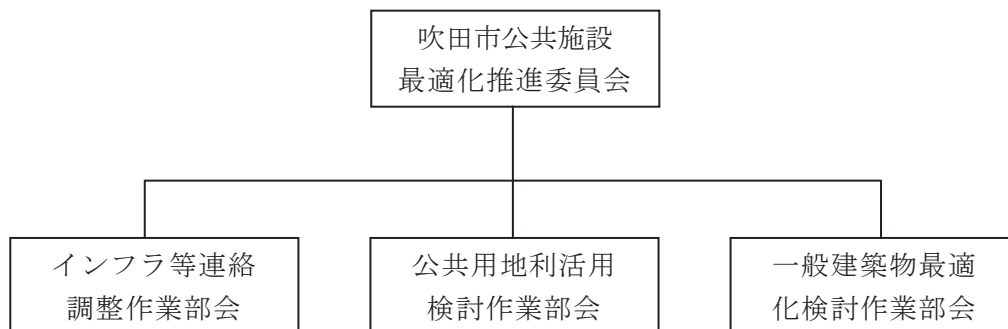 吹田市公共施設
最適化推進委員会
インフラ等連絡
調整作業部会
公共用地利活用
検討作業部会
一般建築物最適
化検討作業部会